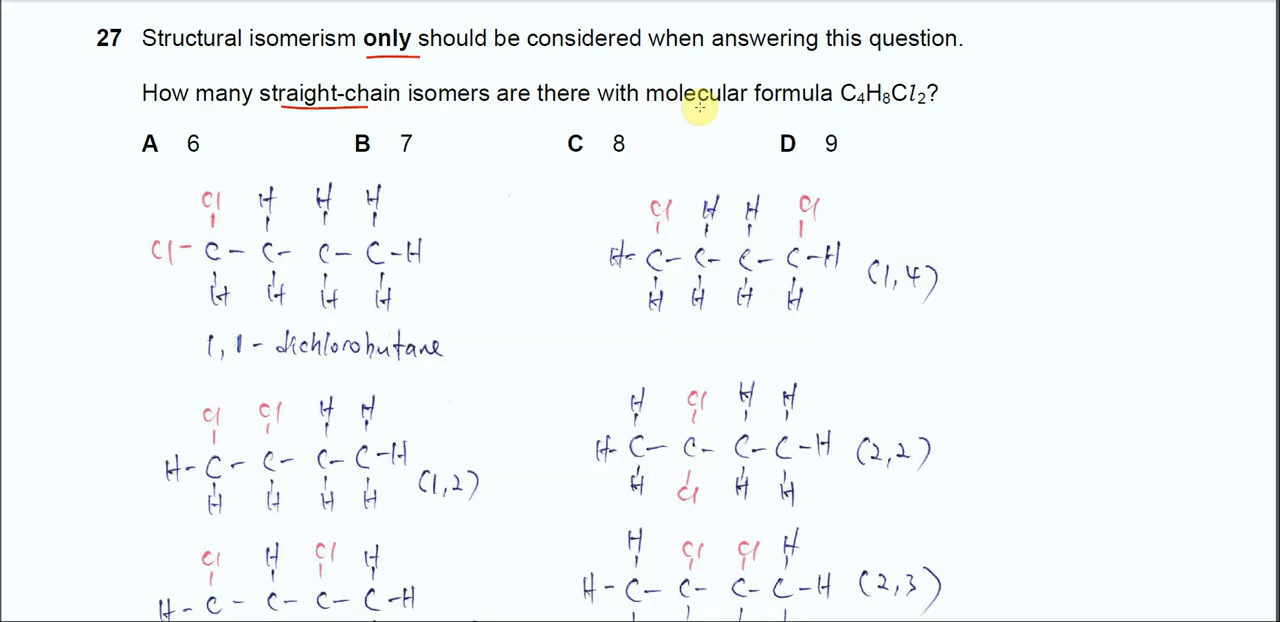 27 Structural isomerism only should be considered when answering this question.
How many straight-chain isomers are there with molecular formula C₄H₈Cl₂?
A 6 B 7 C 8 D 9
Cl H H H
Cl- C - C- C- C-H
H H H H
1,1- dichlorobutane
Cl Cl H H
H- C - C- C- C-H (1,2)
H H H H
Cl H Cl H
H- C - C- C- C-H
Cl H H Cl
H- C- C- C- C-H (1,4)
H H H H
H Cl H H
H- C- C- C- C-H (2,2)
H Cl H H
H Cl Cl H
H- C- C- C- C-H (2,3)